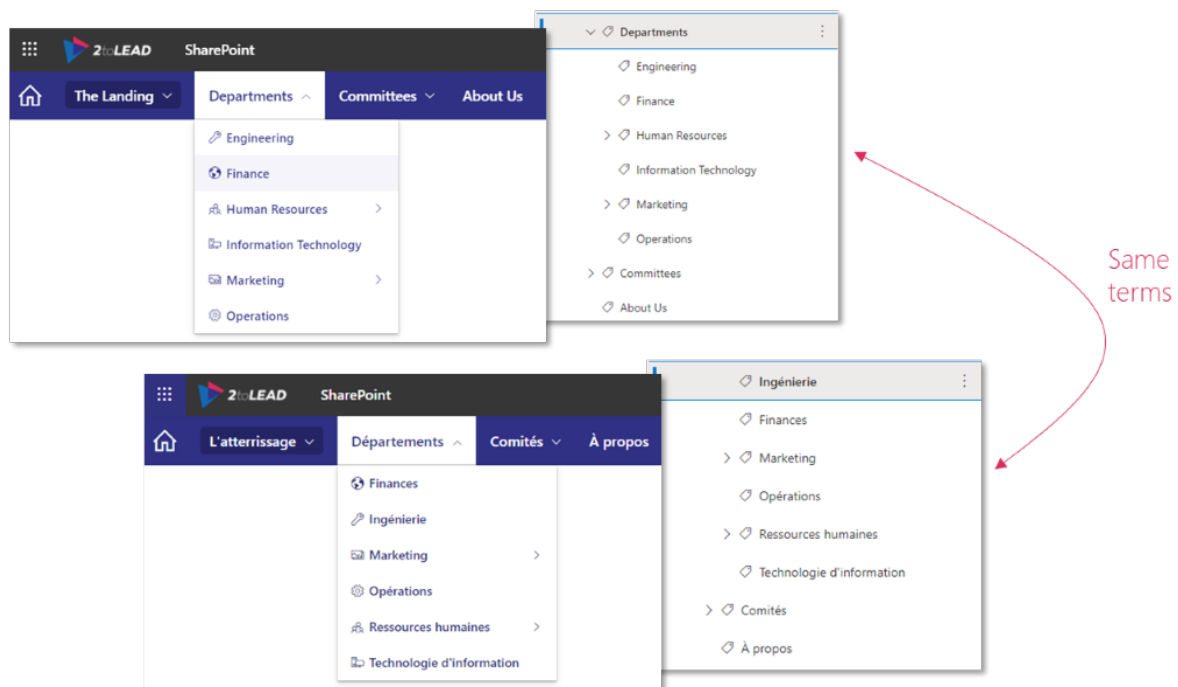 2toLEAD SharePoint
The Landing Departments Committees About Us
Engineering
Finance
Human Resources
Information Technology
Marketing
Operations
Departments
Engineering
Finance
Human Resources
Information Technology
Marketing
Operations
Committees
About Us
Same
terms
2toLEAD SharePoint
L'atterrissage Départements Comités À propos
Finances
Ingénierie
Marketing
Opérations
Ressources humaines
Technologie d'information
Ingénierie
Finances
Marketing
Opérations
Ressources humaines
Technologie d'information
Comités
À propos